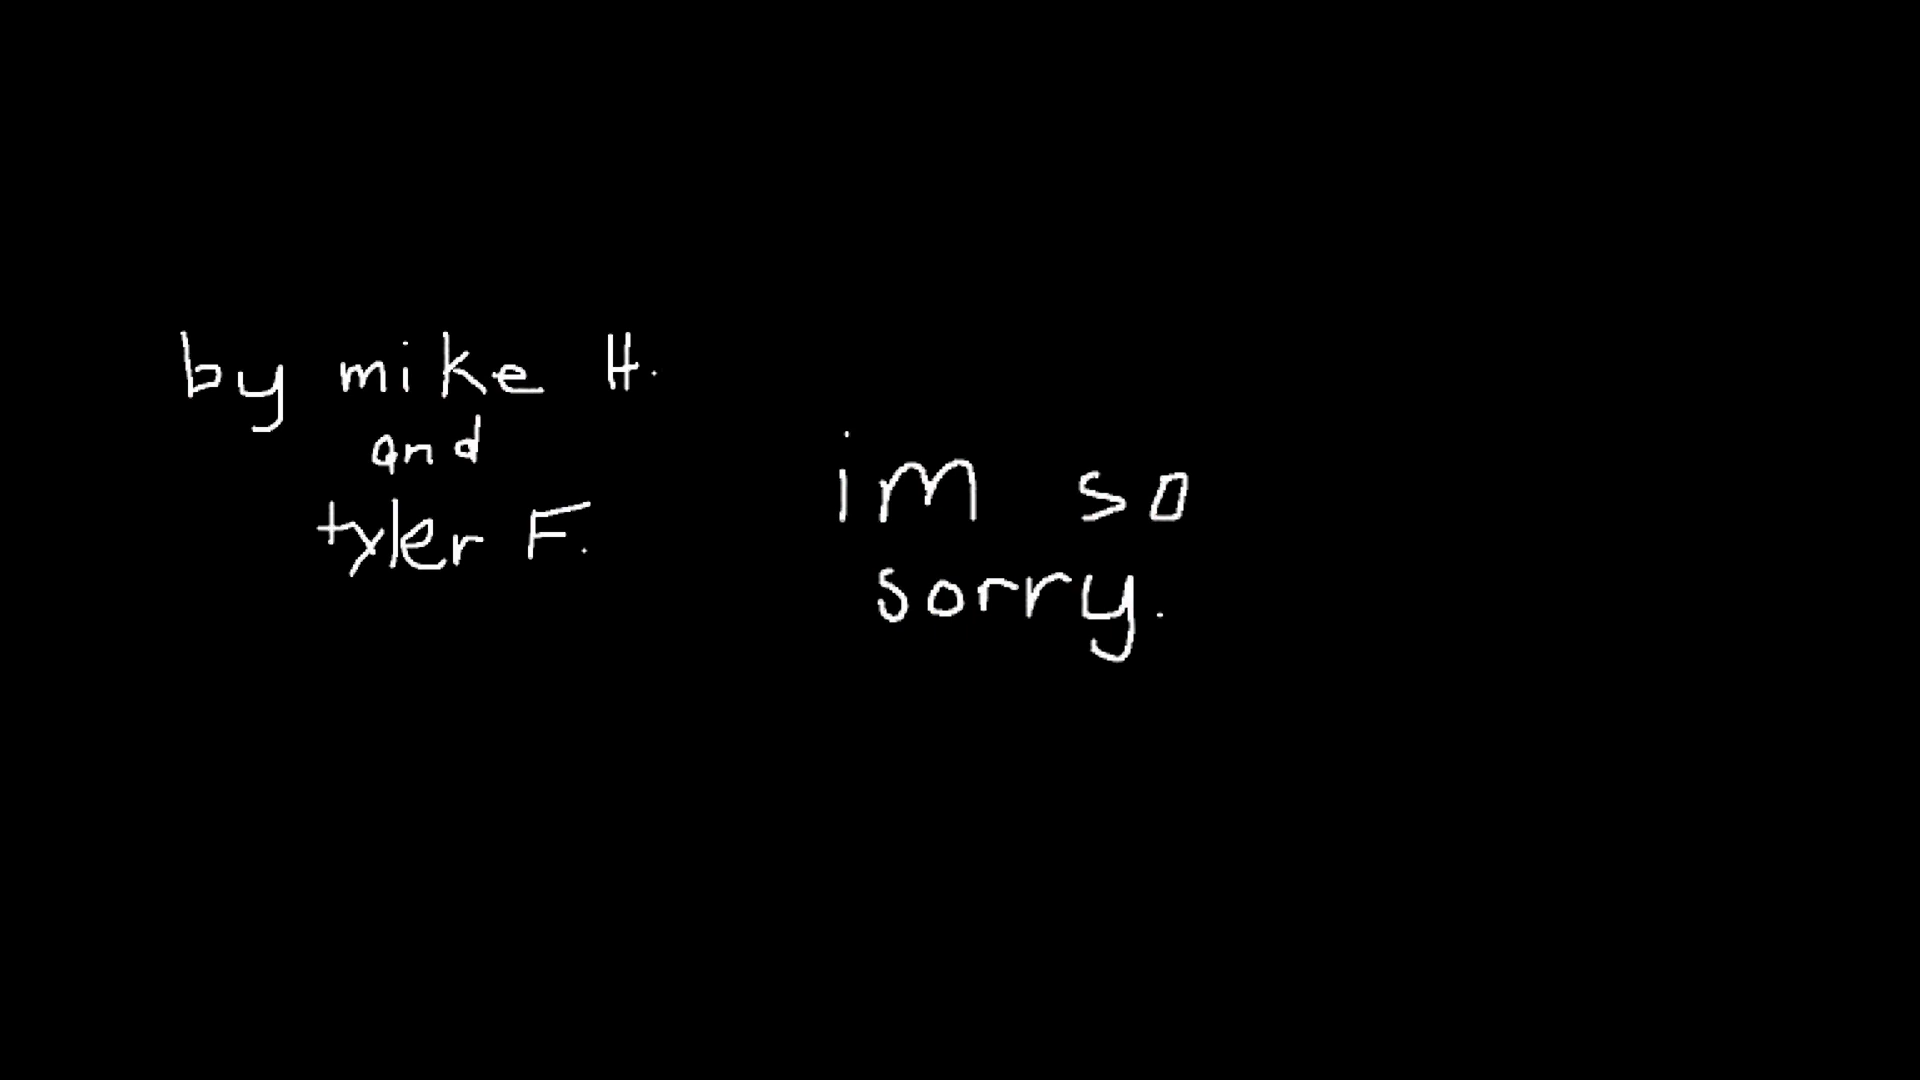 by mike H.
and
tyler F.
im so
sorry.